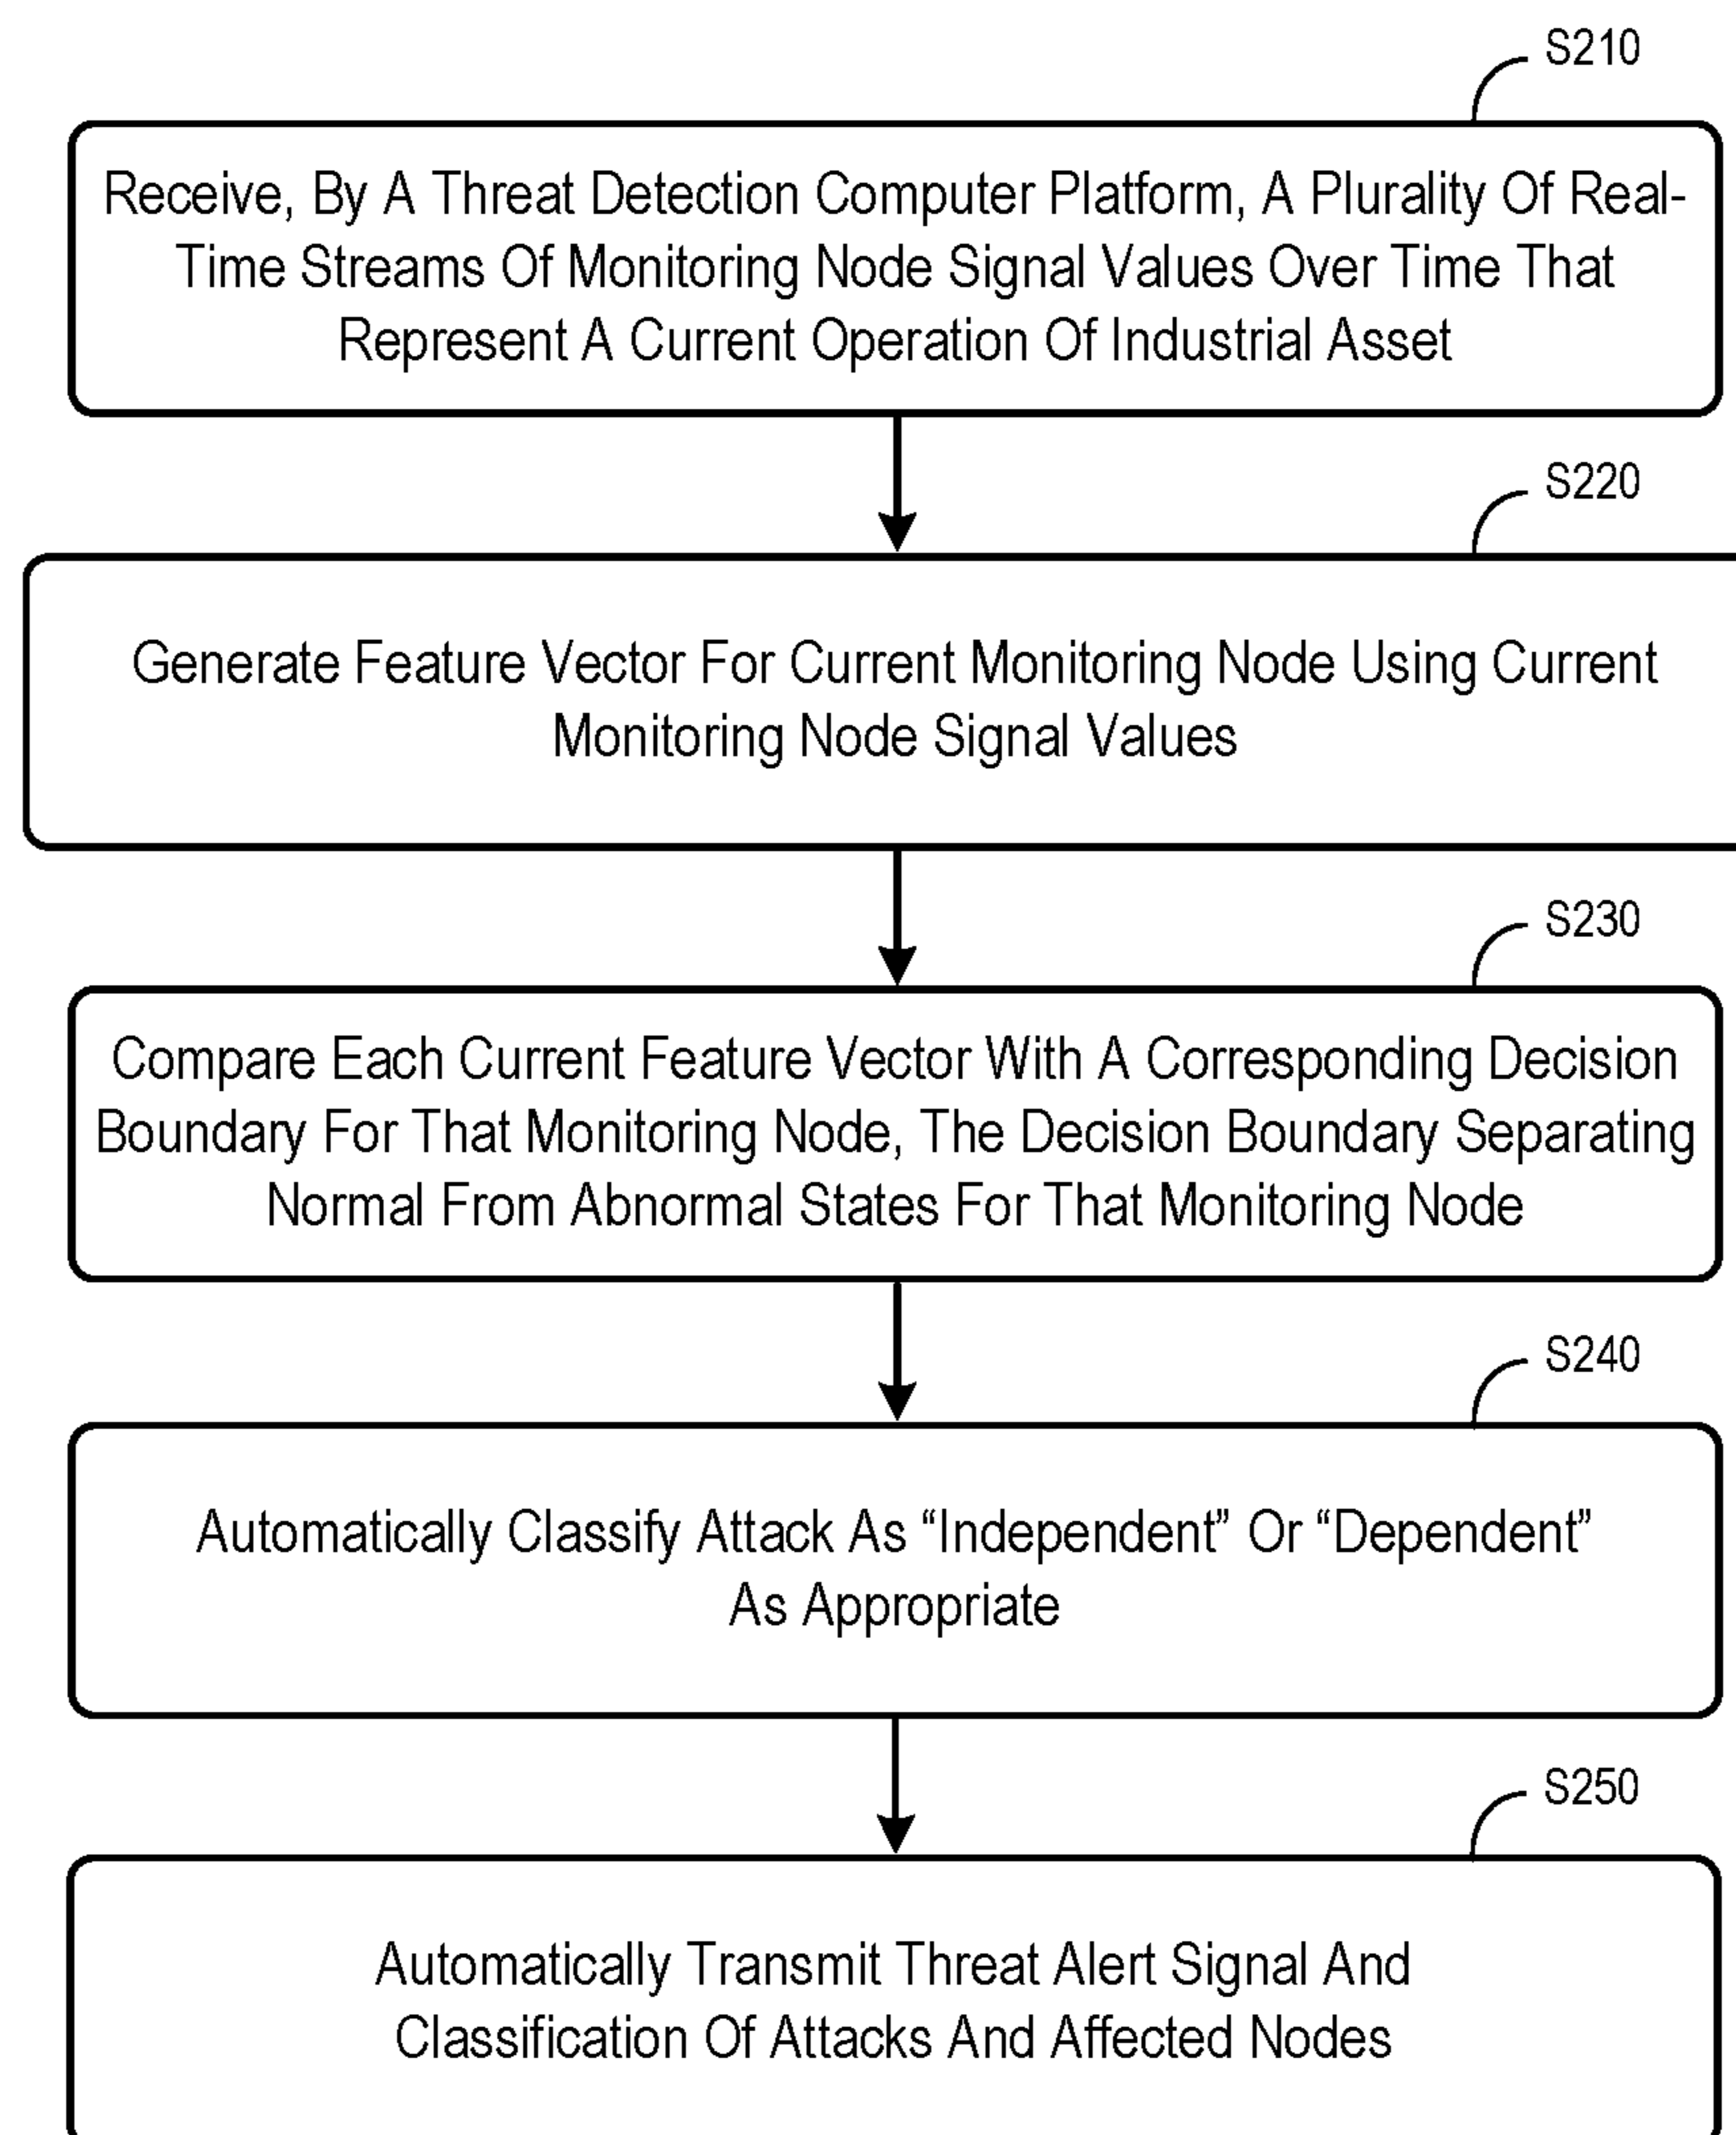 S210
Receive, By A Threat Detection Computer Platform, A Plurality Of Real-
Time Streams Of Monitoring Node Signal Values Over Time That
Represent A Current Operation Of Industrial Asset
S220
Generate Feature Vector For Current Monitoring Node Using Current
Monitoring Node Signal Values
S230
Compare Each Current Feature Vector With A Corresponding Decision
Boundary For That Monitoring Node, The Decision Boundary Separating
Normal From Abnormal States For That Monitoring Node
S240
Automatically Classify Attack As “Independent” Or “Dependent”
As Appropriate
S250
Automatically Transmit Threat Alert Signal And
Classification Of Attacks And Affected Nodes